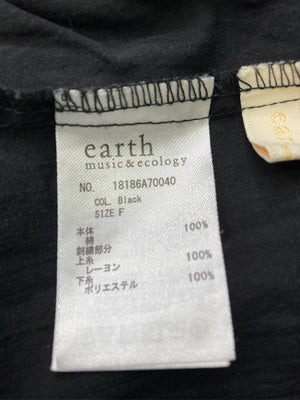 earth
music&ecology
NO. 18186A70040
COL. Black
SIZE F
本体
綿 100%
刺繍部分
上糸
レーヨン 100%
下糸
ポリエステル 100%